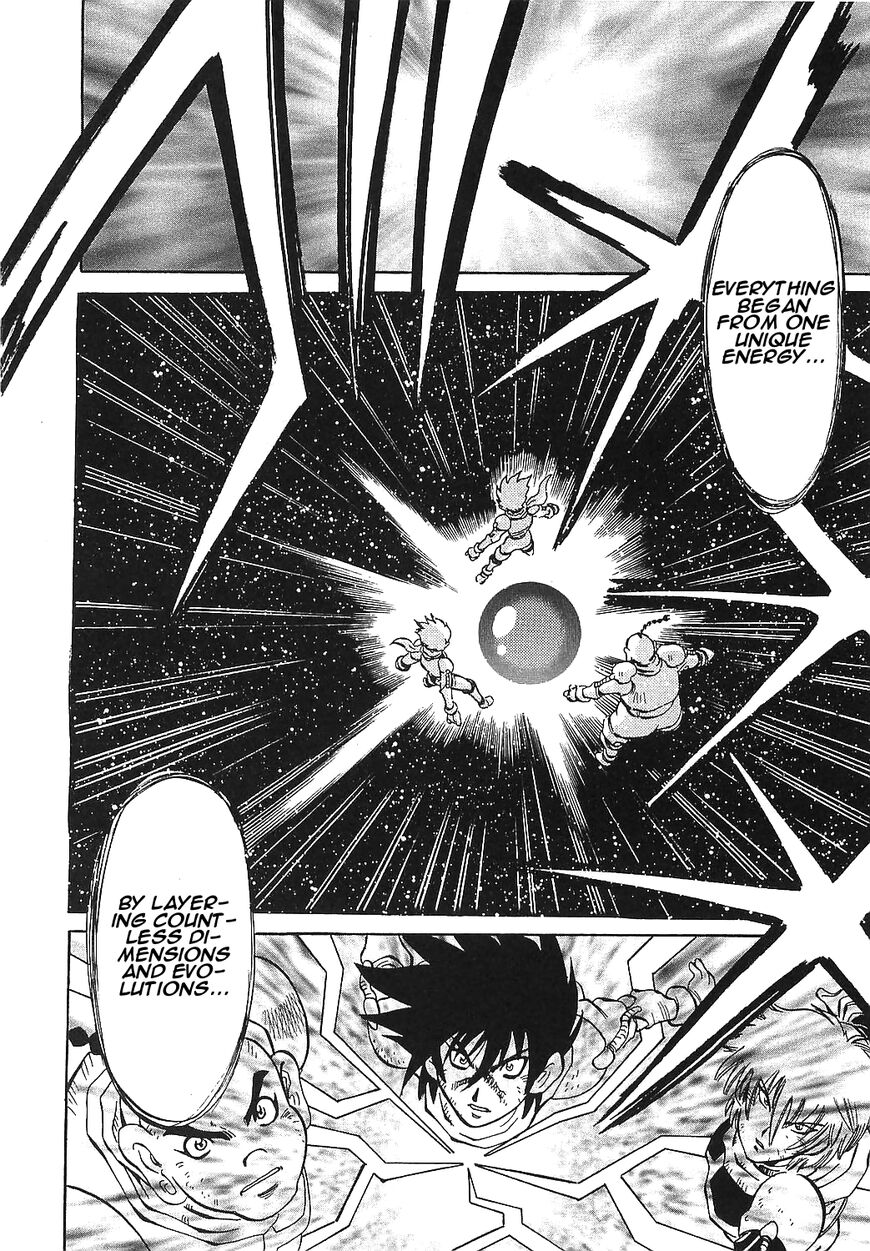 EVERYTHING
BEGAN
FROM ONE
UNIQUE
ENERGY...
BY LAYER-
ING COUNT-
LESS DI-
MENSIONS
AND EVO-
LUTIONS...